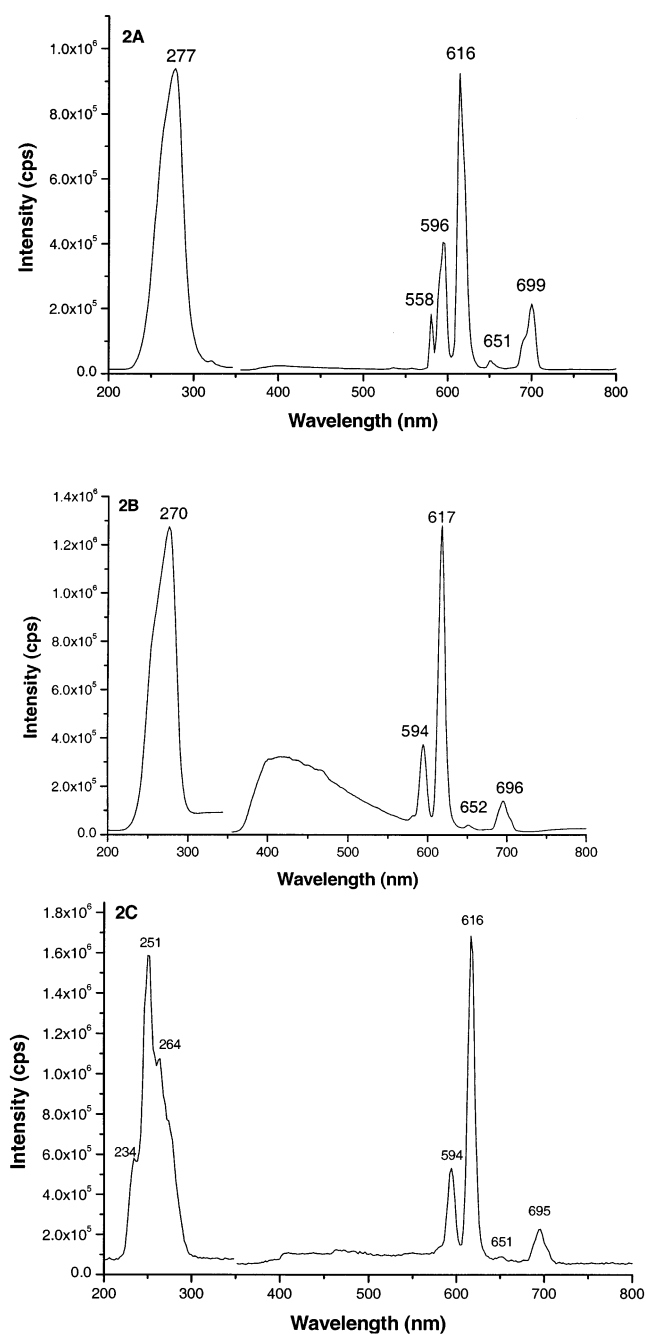 2A
277
616
596
558
699
651
1.0x10⁶
8.0x10⁵
6.0x10⁵
4.0x10⁵
2.0x10⁵
0.0
Intensity (cps)
200 300 400 500 600 700 800
Wavelength (nm)
2B
270
617
594
652
696
1.4x10⁶
1.2x10⁶
1.0x10⁶
8.0x10⁵
6.0x10⁵
4.0x10⁵
2.0x10⁵
0.0
Intensity (cps)
200 300 400 500 600 700 800
Wavelength (nm)
2C
616
251
264
234
594
695
651
1.8x10⁶
1.6x10⁶
1.4x10⁶
1.2x10⁶
1.0x10⁶
8.0x10⁵
6.0x10⁵
4.0x10⁵
2.0x10⁵
0.0
Intensity (cps)
200 300 400 500 600 700 800
Wavelength (nm)